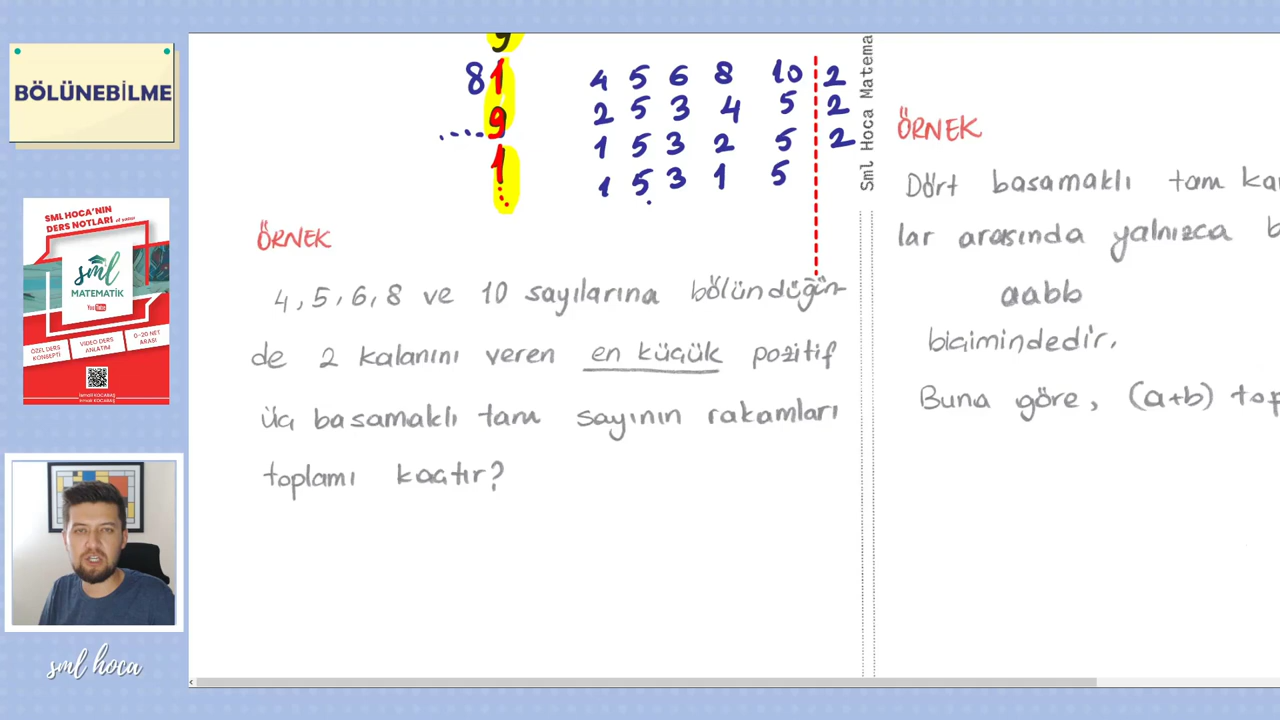 BÖLÜNEBİLME
SML HOCA'NIN
DERS NOTLARI
sml
MATEMATİK
YouTube
ÖZEL DERS
KONSEPTİ
VIDEO DERS
ANLATIM
0-20 NET
ARASI
sml hoca
9
81
9
.....
1
4 5 6 8 10 2
2 5 3 4 5 2
1 5 3 2 5 2
1 5 3 1 5
ÖRNEK
4, 5, 6, 8 ve 10 sayılarına bölündüğün-
de 2 kalanını veren en küçük pozitif
üç basamaklı tam sayının rakamları
toplamı kaçtır?
Sml Hoca Matema
ÖRNEK
Dört basamaklı tam ka
lar arasında yalnızca b
aabb
biçimindedir.
Buna göre, (a+b) top